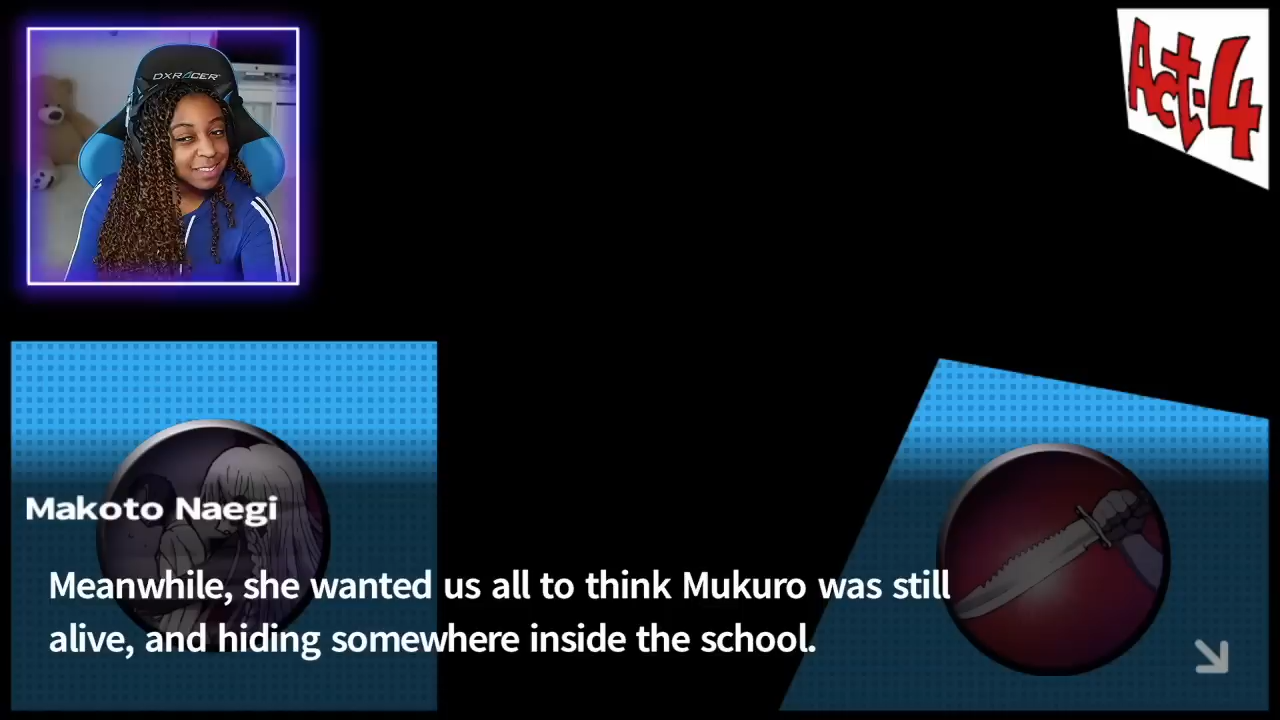 DXRACER
Act.4
Makoto Naegi
Meanwhile, she wanted us all to think Mukuro was still
alive, and hiding somewhere inside the school.